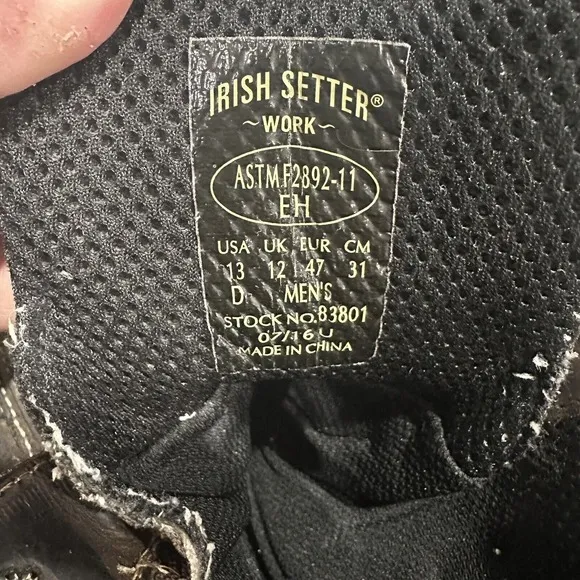 IRISH SETTER®
~WORK~
ASTM F2892-11
EH
USA UK EUR CM
13 12 47 31
D MEN'S
STOCK NO.83801
07/16 U
MADE IN CHINA